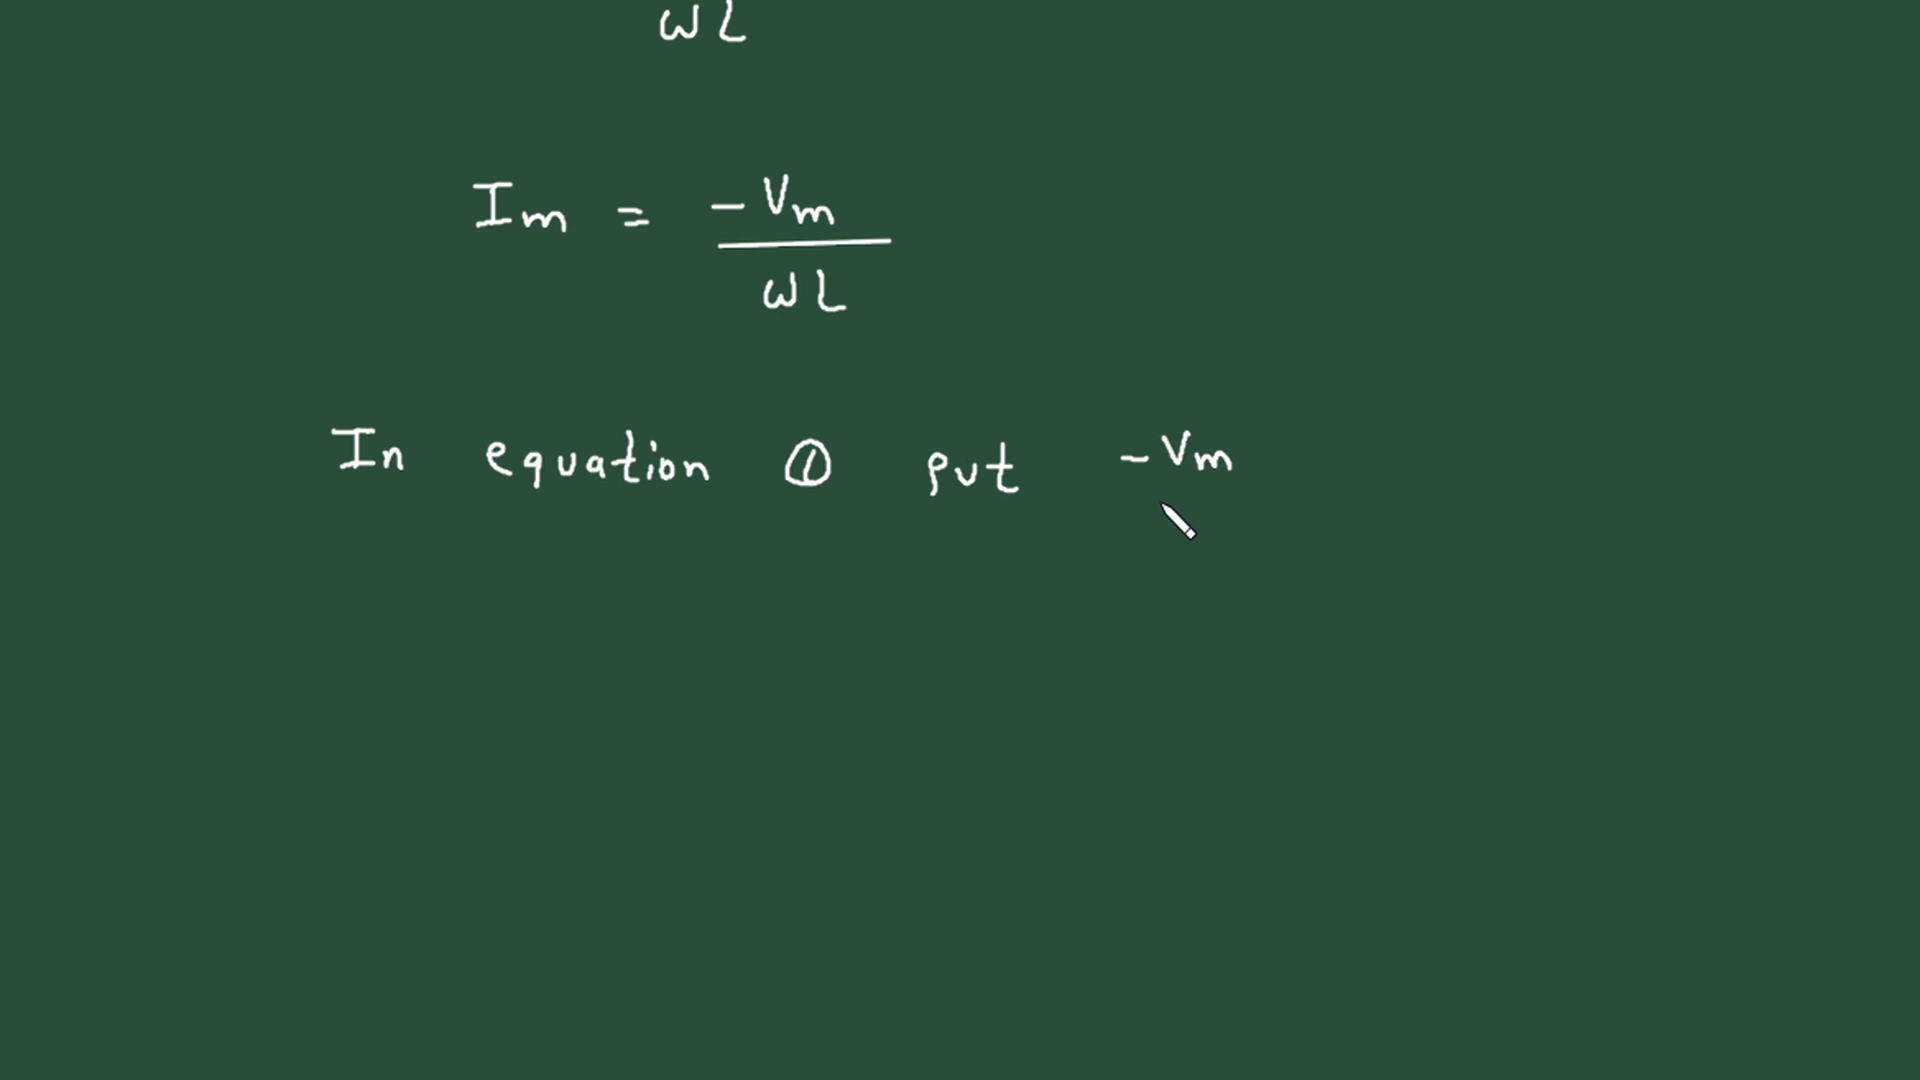 ωL
Im = -Vm
ωL
In equation ① put -Vm